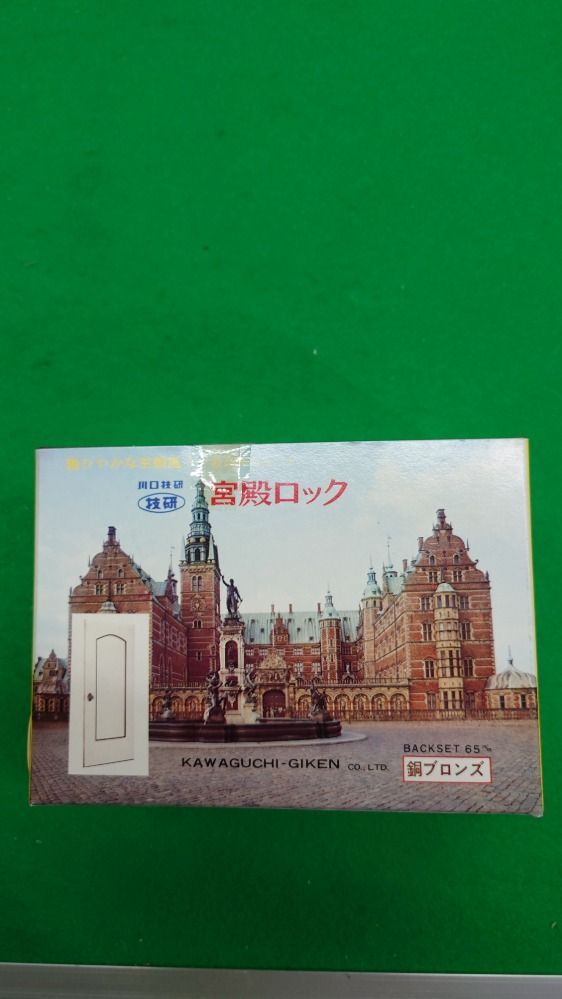 川口技研
技研
宮殿ロック
BACKSET 65㎜
KAWAGUCHI-GIKEN CO., LTD.
銅ブロンズ